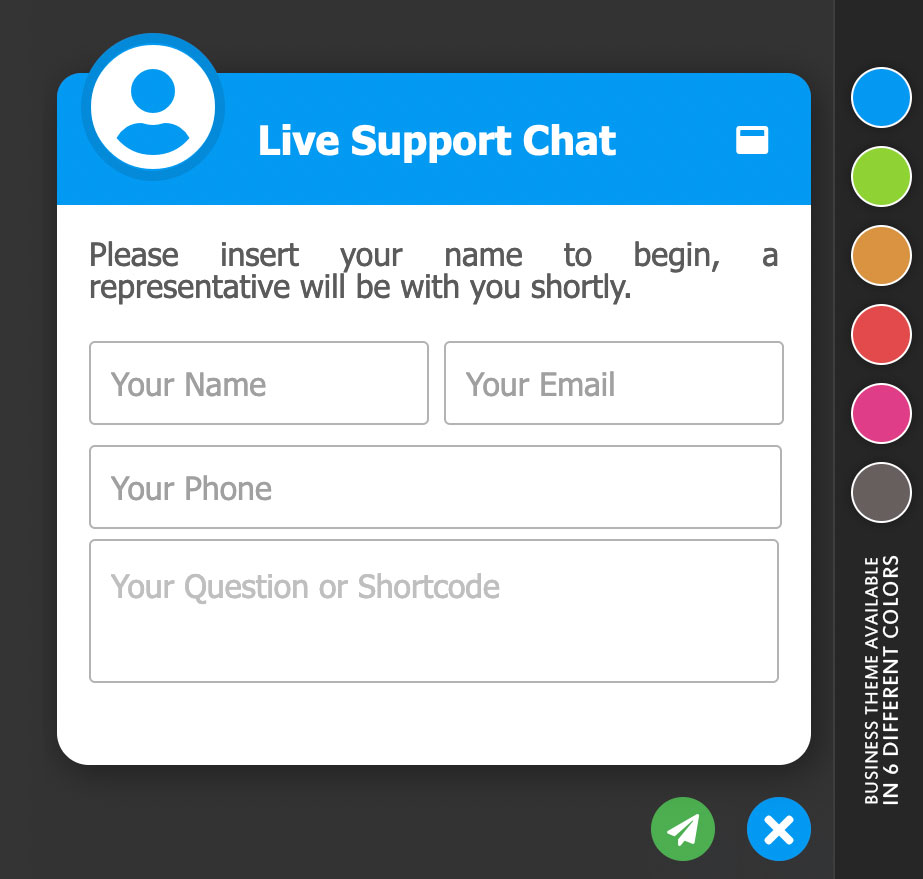 Live Support Chat
Please insert your name to begin, a
representative will be with you shortly.
Your Name
Your Email
Your Phone
Your Question or Shortcode
BUSINESS THEME AVAILABLE
IN 6 DIFFERENT COLORS